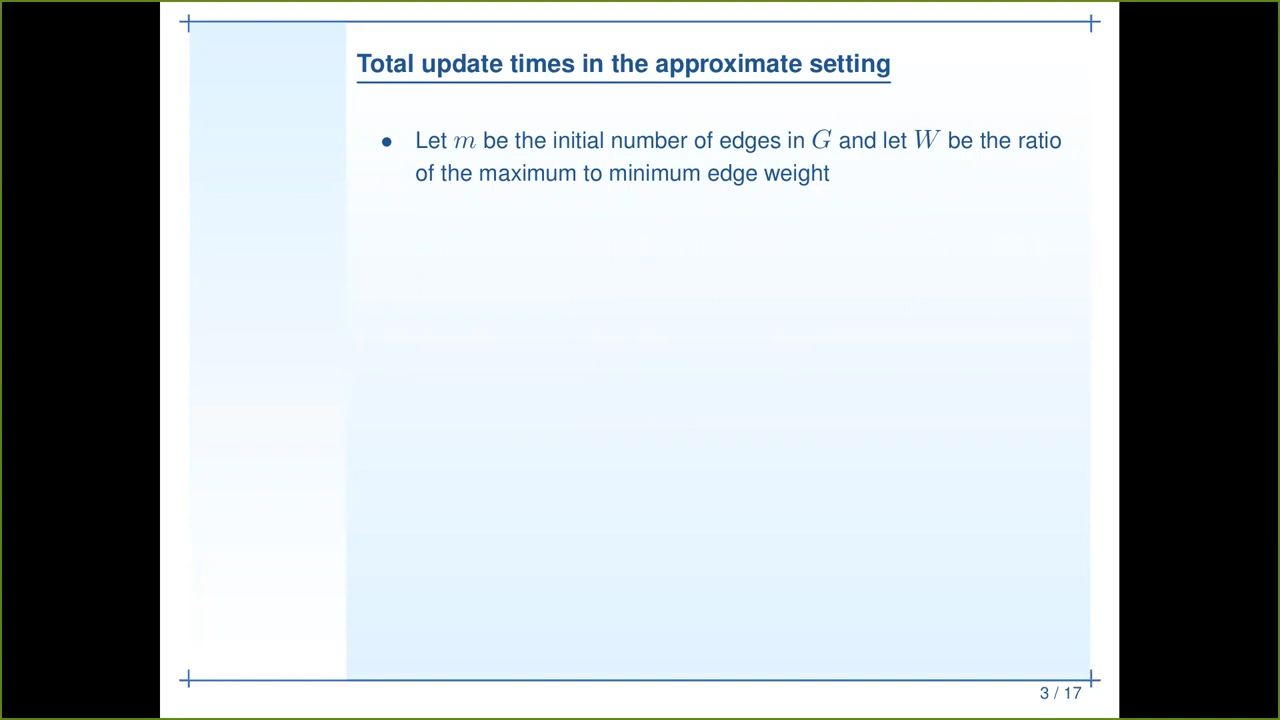 Total update times in the approximate setting
● Let m be the initial number of edges in G and let W be the ratio
of the maximum to minimum edge weight
3 / 17